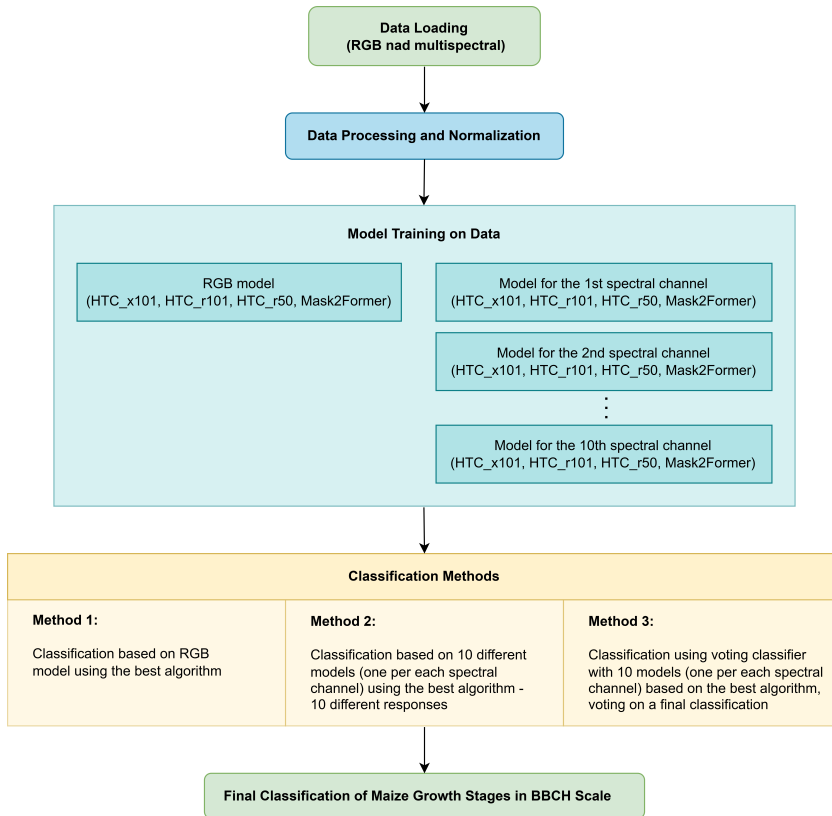 Data Loading
(RGB nad multispectral)
Data Processing and Normalization
Model Training on Data
RGB model
(HTC_x101, HTC_r101, HTC_r50, Mask2Former)
Model for the 1st spectral channel
(HTC_x101, HTC_r101, HTC_r50, Mask2Former)
Model for the 2nd spectral channel
(HTC_x101, HTC_r101, HTC_r50, Mask2Former)
Model for the 10th spectral channel
(HTC_x101, HTC_r101, HTC_r50, Mask2Former)
Classification Methods
Method 1:
Classification based on RGB
model using the best algorithm
Method 2:
Classification based on 10 different
models (one per each spectral
channel) using the best algorithm -
10 different responses
Method 3:
Classification using voting classifier
with 10 models (one per each spectral
channel) based on the best algorithm,
voting on a final classification
Final Classification of Maize Growth Stages in BBCH Scale